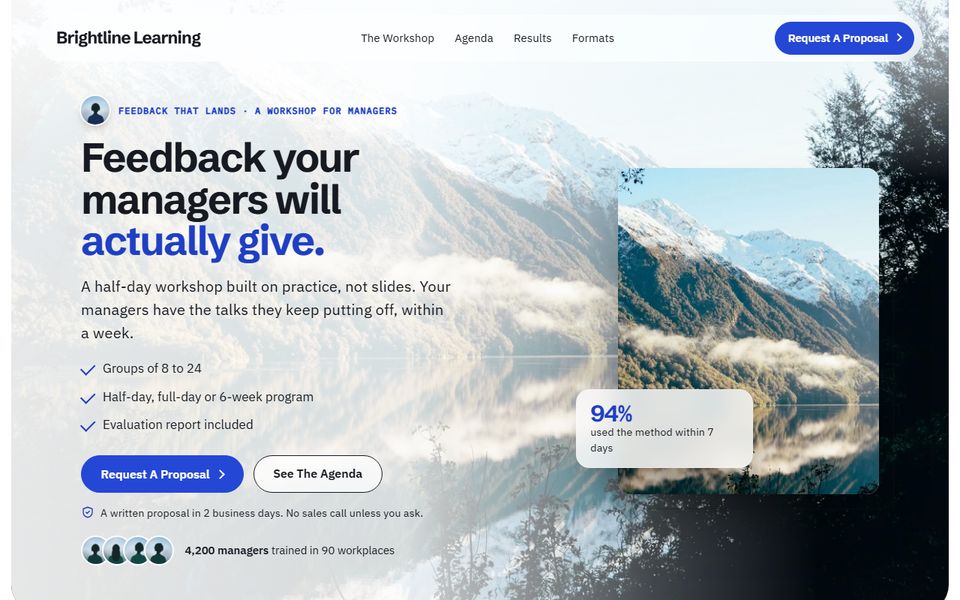 Brightline Learning
The Workshop
Agenda
Results
Formats
Request A Proposal
FEEDBACK THAT LANDS · A WORKSHOP FOR MANAGERS
Feedback your
managers will
actually give.
A half-day workshop built on practice, not slides. Your
managers have the talks they keep putting off, within
a week.
Groups of 8 to 24
Half-day, full-day or 6-week program
Evaluation report included
Request A Proposal
See The Agenda
A written proposal in 2 business days. No sales call unless you ask.
4,200 managers trained in 90 workplaces
94%
used the method within 7
days